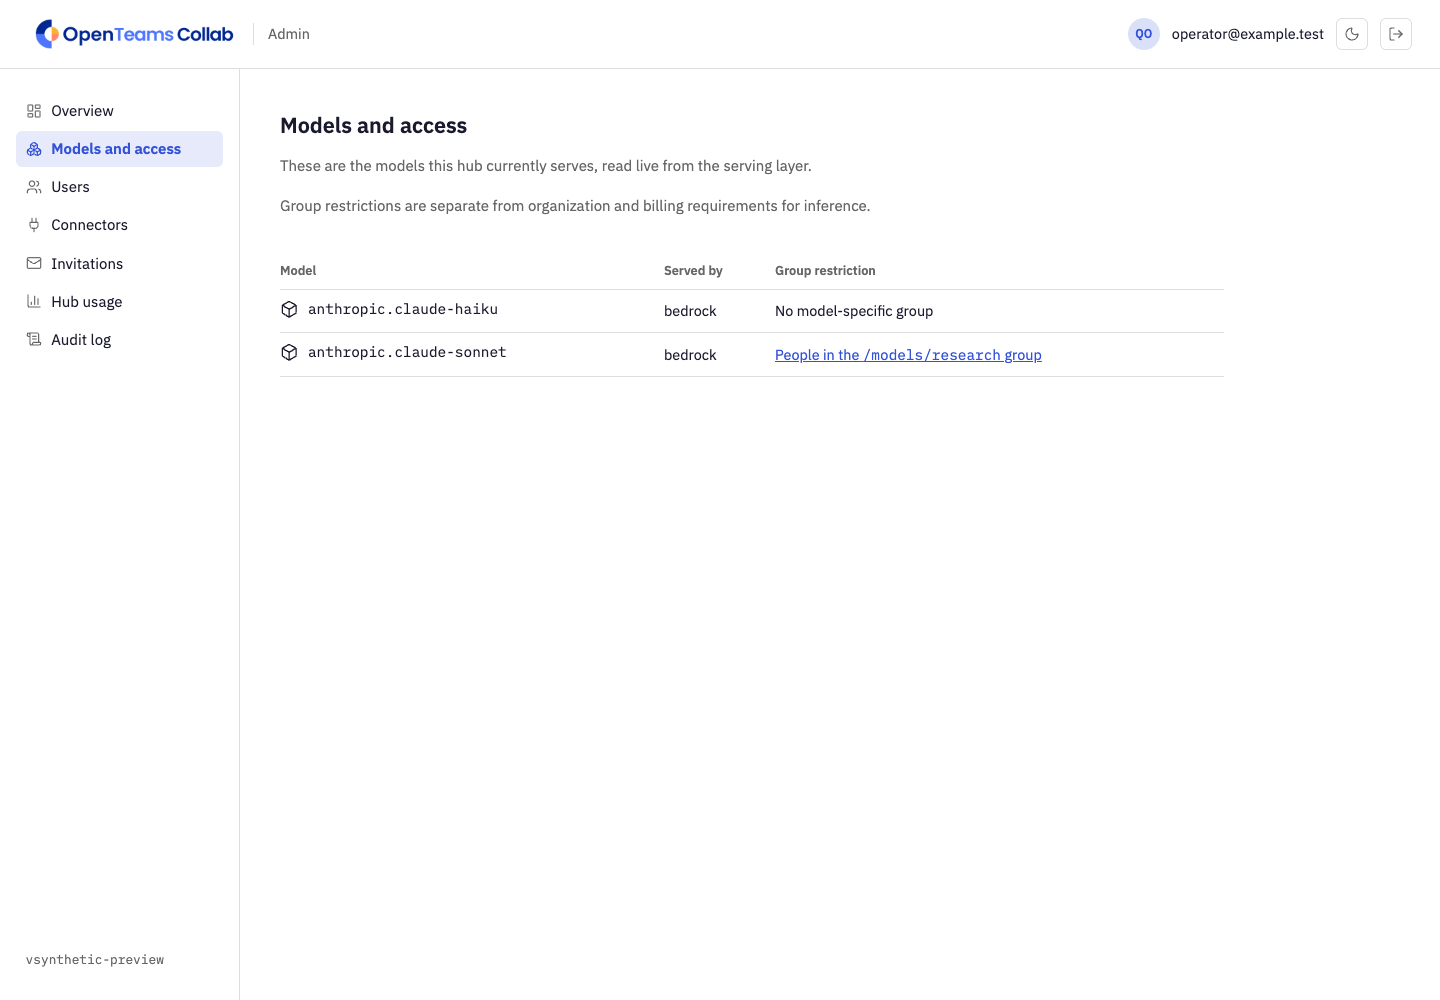 OpenTeams Collab
Admin
QO
operator@example.test
Overview
Models and access
Users
Connectors
Invitations
Hub usage
Audit log
vsynthetic-preview
Models and access
These are the models this hub currently serves, read live from the serving layer.
Group restrictions are separate from organization and billing requirements for inference.
Model Served by Group restriction
anthropic.claude-haiku bedrock No model-specific group
anthropic.claude-sonnet bedrock People in the /models/research group